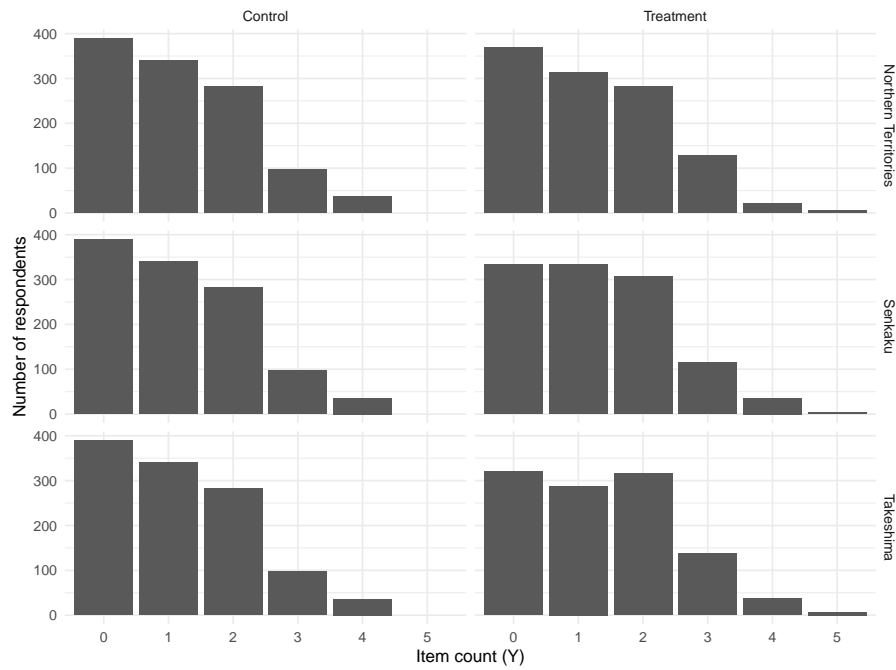 Control
Treatment
Number of respondents
400
300
200
100
0
Northern Territories
400
300
200
100
0
Senkaku
400
300
200
100
0
Takeshima
0 1 2 3 4 5
0 1 2 3 4 5
Item count (Y)